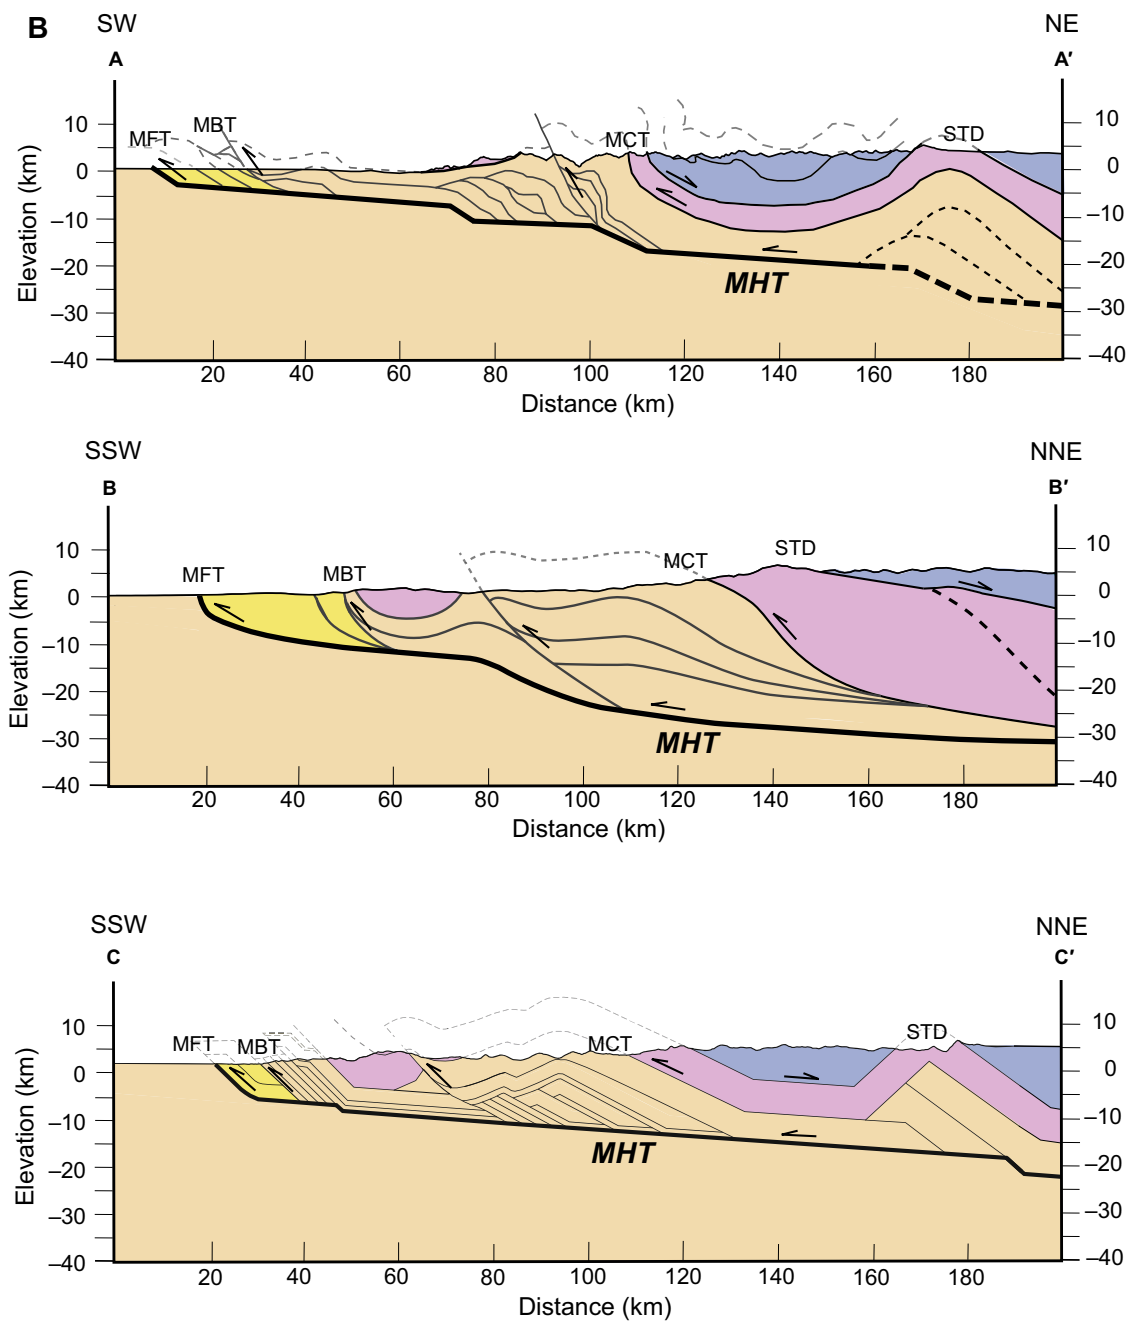 B
SW
NE
A
A′
MFT
MBT
MCT
STD
10
0
–10
–20
–30
–40
Elevation (km)
10
0
–10
–20
–30
–40
Elevation (km)
MHT
20
40
60
80
100
120
140
160
180
Distance (km)
SSW
NNE
B
B′
MFT
MBT
MCT
STD
10
0
–10
–20
–30
–40
Elevation (km)
10
0
–10
–20
–30
–40
MHT
20
40
60
80
100
120
140
160
180
Distance (km)
SSW
NNE
C
C′
MFT
MBT
MCT
STD
10
0
–10
–20
–30
–40
Elevation (km)
10
0
–10
–20
–30
–40
MHT
20
40
60
80
100
120
140
160
180
Distance (km)